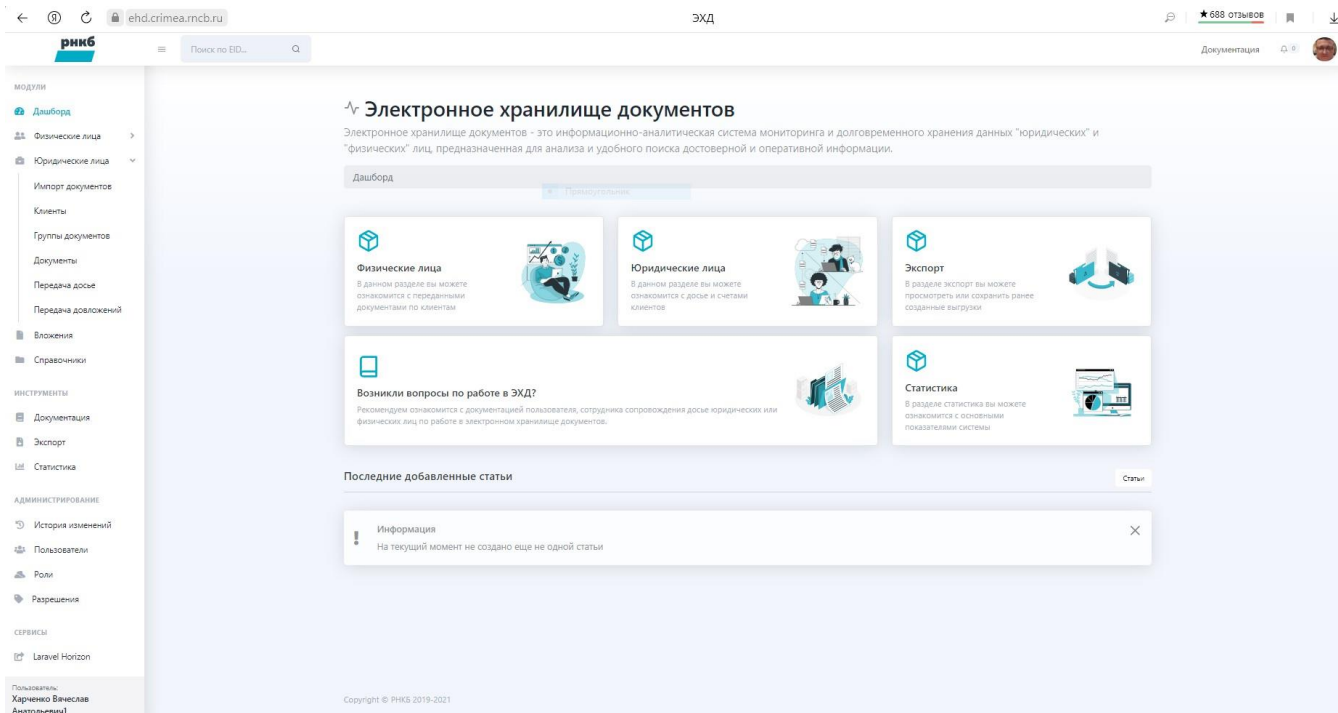 ehd.crimea.rncb.ru
ЭХД
★688 отзывов
рнкб
Поиск по EID...
Документация
0
МОДУЛИ
Дашборд
Физические лица
Юридические лица
Импорт документов
Клиенты
Группы документов
Документы
Передача досье
Передача довложений
Вложения
Справочники
ИНСТРУМЕНТЫ
Документация
Экспорт
Статистика
АДМИНИСТРИРОВАНИЕ
История изменений
Пользователи
Роли
Разрешения
СЕРВИСЫ
Laravel Horizon
Пользователь:
Харченко Вячеслав
Анатольевич1
Электронное хранилище документов
Электронное хранилище документов - это информационно-аналитическая система мониторинга и долговременного хранения данных "юридических" и
"физических" лиц, предназначенная для анализа и удобного поиска достоверной и оперативной информации.
Дашборд
Прямоугольник
Физические лица
В данном разделе вы можете
ознакомится с переданными
документами по клиентам
Юридические лица
В данном разделе вы можете
ознакомится с досье и счетами
клиентов
Экспорт
В разделе экспорт вы можете
просмотреть или сохранить ранее
созданные выгрузки
Возникли вопросы по работе в ЭХД?
Рекомендуем ознакомится с документацией пользователя, сотрудника сопровождения досье юридических или
физических лиц по работе в электронном хранилище документов.
Статистика
В разделе статистика вы можете
ознакомится с основными
показателями системы
Последние добавленные статьи
Статьи
Информация
На текущий момент не создано еще не одной статьи
Copyright © РНКБ 2019-2021